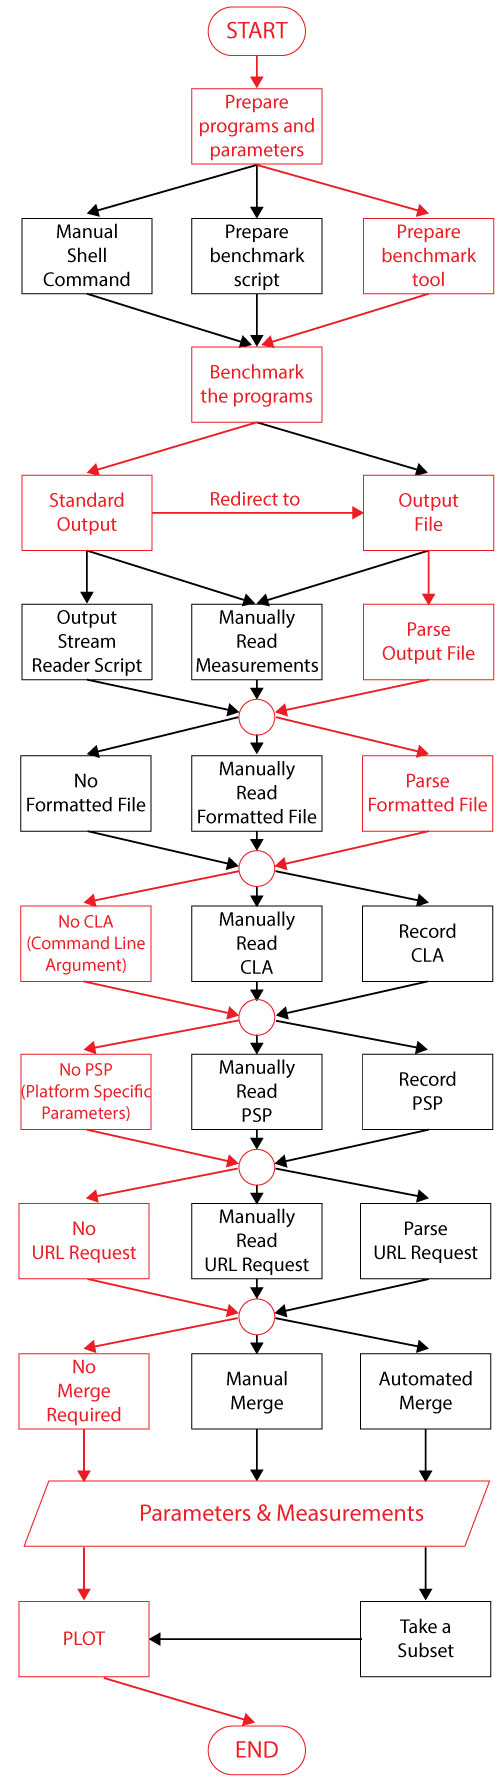 START
Prepare
programs and
parameters
Manual
Shell
Command
Prepare
benchmark
script
Prepare
benchmark
tool
Benchmark
the programs
Standard
Output
Redirect to
Output
File
Output
Stream
Reader Script
Manually
Read
Measurements
Parse
Output File
No
Formatted File
Manually
Read
Formatted File
Parse
Formatted File
No CLA
(Command Line
Argument)
Manually
Read
CLA
Record
CLA
No PSP
(Platform Specific
Parameters)
Manually
Read
PSP
Record
PSP
No
URL Request
Manually
Read
URL Request
Parse
URL Request
No
Merge
Required
Manual
Merge
Automated
Merge
Parameters & Measurements
PLOT
Take a
Subset
END